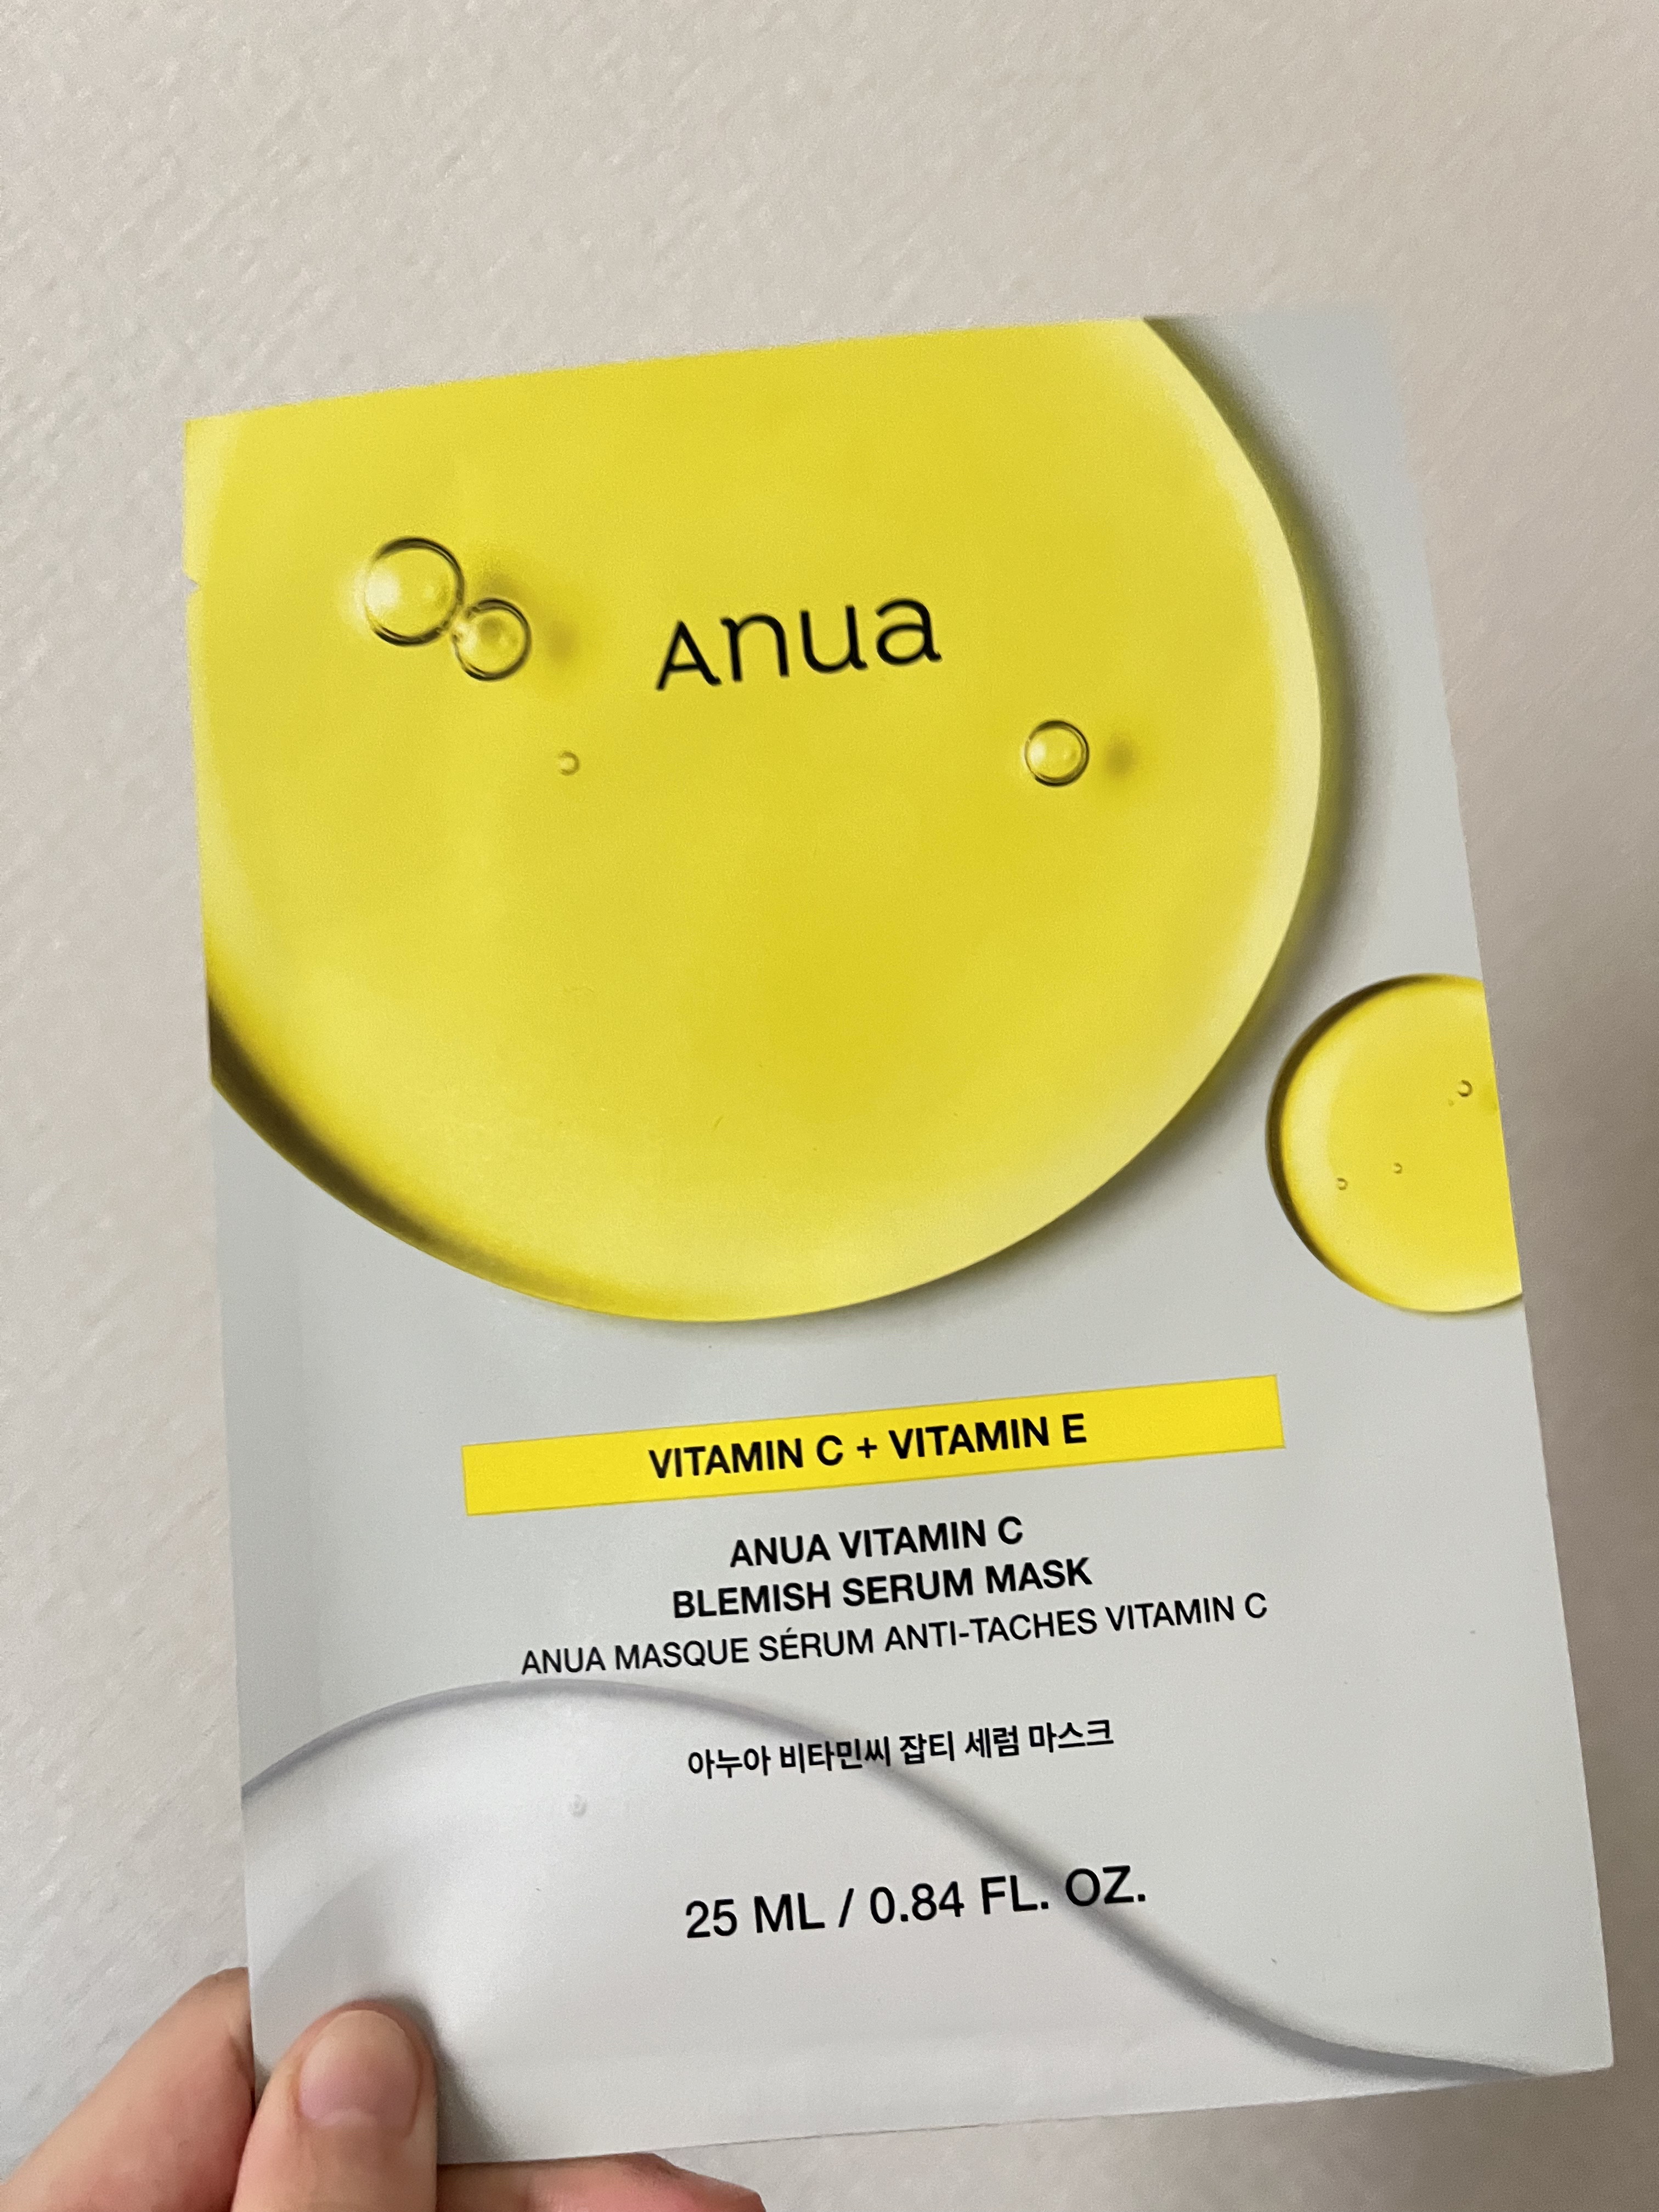 Anua
VITAMIN C + VITAMIN E
ANUA VITAMIN C
BLEMISH SERUM MASK
ANUA MASQUE SÉRUM ANTI-TACHES VITAMIN C
아누아 비타민씨 잡티 세럼 마스크
25 ML / 0.84 FL. OZ.